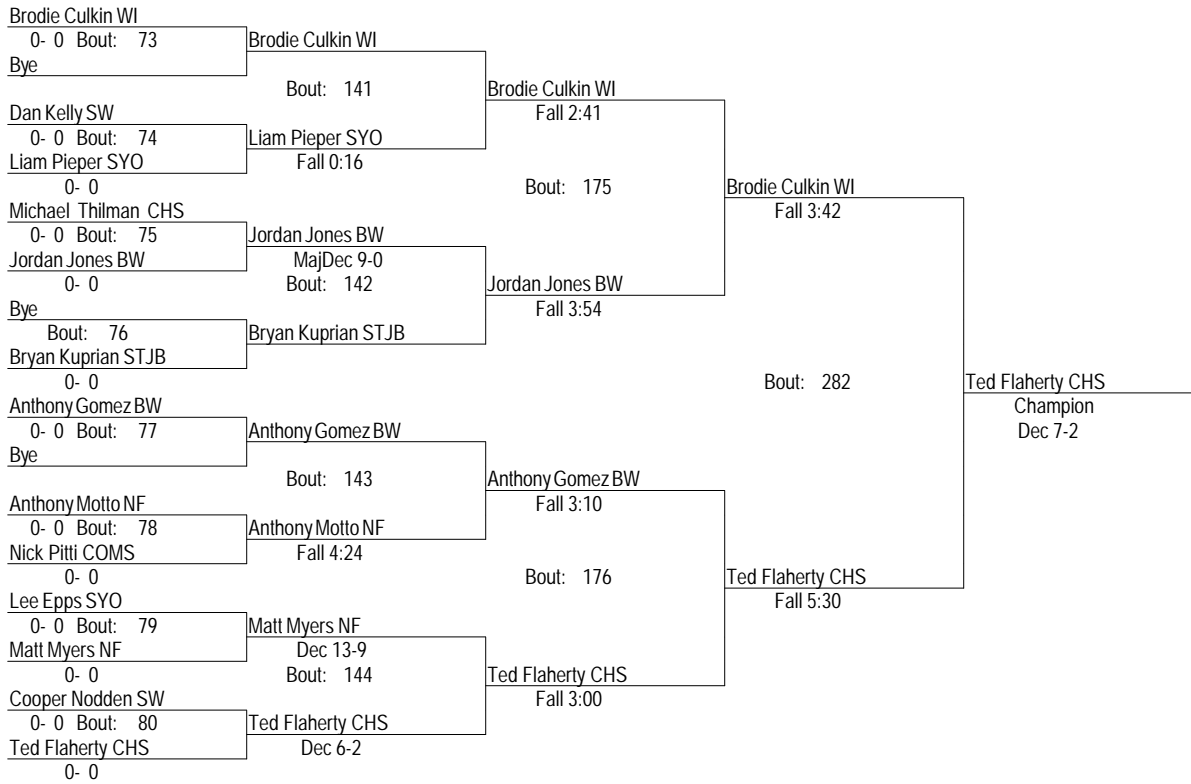 Brodie Culkin WI
0- 0 Bout: 73
Brodie Culkin WI
Bye
Bout: 141
Brodie Culkin WI
Dan Kelly SW
Fall 2:41
0- 0 Bout: 74
Liam Pieper SYO
Liam Pieper SYO
Fall 0:16
0- 0
Bout: 175
Brodie Culkin WI
Michael Thilman CHS
Fall 3:42
0- 0 Bout: 75
Jordan Jones BW
Jordan Jones BW
MajDec 9-0
0- 0
Bout: 142
Jordan Jones BW
Bye
Fall 3:54
Bout: 76
Bryan Kuprian STJB
Bryan Kuprian STJB
0- 0
Bout: 282
Ted Flaherty CHS
Anthony Gomez BW
Champion
0- 0 Bout: 77
Anthony Gomez BW
Dec 7-2
Bye
Bout: 143
Anthony Gomez BW
Anthony Motto NF
Fall 3:10
0- 0 Bout: 78
Anthony Motto NF
Nick Pitti COMS
Fall 4:24
0- 0
Bout: 176
Ted Flaherty CHS
Lee Epps SYO
Fall 5:30
0- 0 Bout: 79
Matt Myers NF
Matt Myers NF
Dec 13-9
0- 0
Bout: 144
Ted Flaherty CHS
Cooper Nodden SW
Fall 3:00
0- 0 Bout: 80
Ted Flaherty CHS
Ted Flaherty CHS
Dec 6-2
0- 0